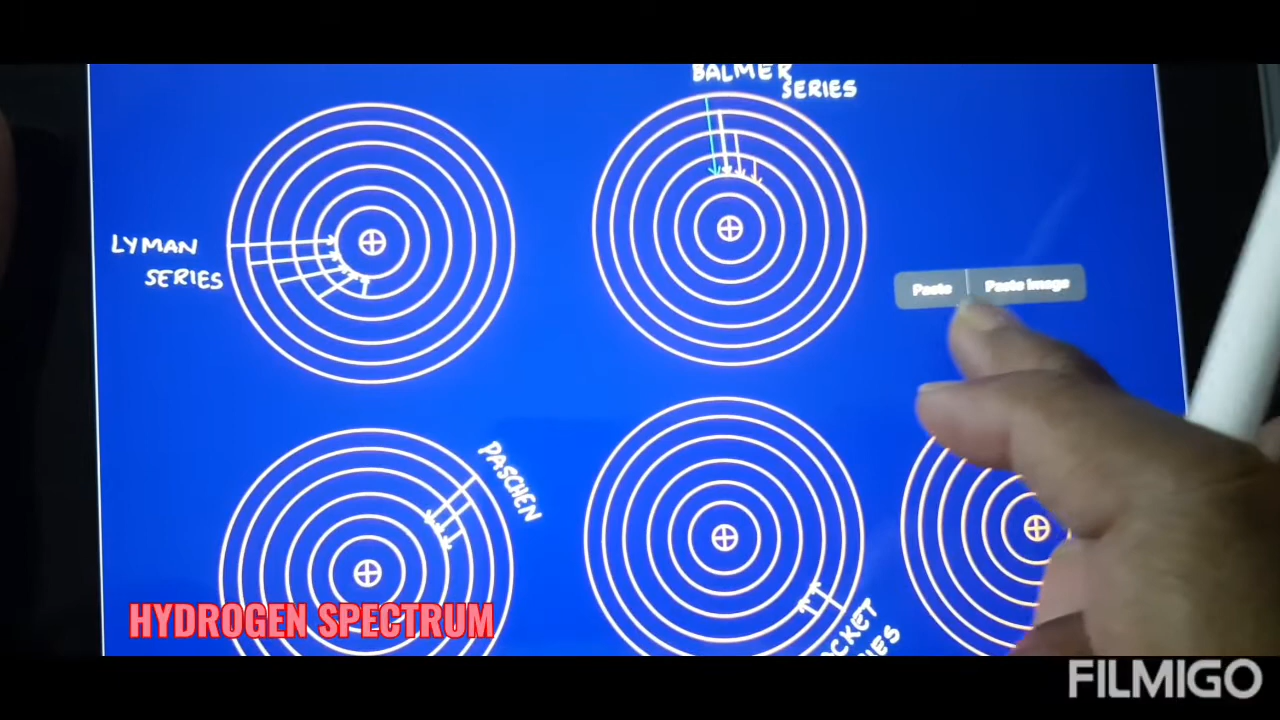 BALMER
SERIES
LYMAN
SERIES
Paste
Paste Image
PASCHEN
HYDROGEN SPECTRUM
FILMIGO